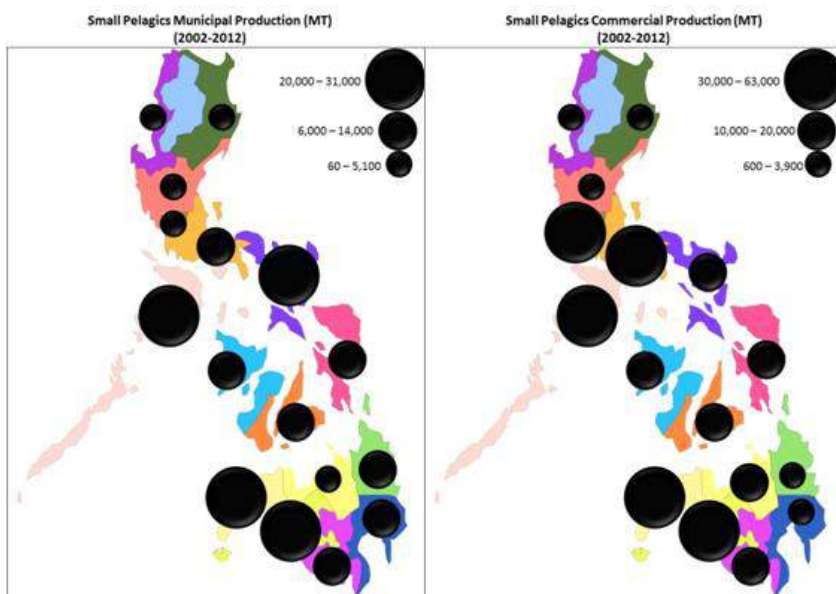 Small Pelagics Municipal Production (MT)
(2002-2012)
20,000 – 31,000
6,000 – 14,000
60 – 5,100
Small Pelagics Commercial Production (MT)
(2002-2012)
30,000 – 63,000
10,000 – 20,000
600 – 3,900